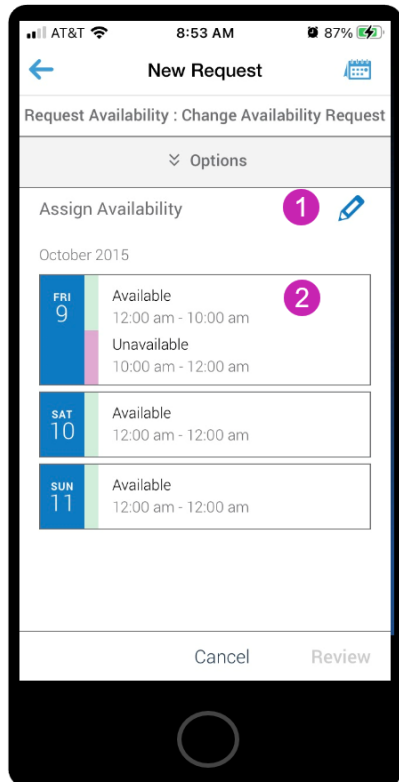 AT&T 8:53 AM 87%
New Request
Request Availability : Change Availability Request
Options
Assign Availability 1
October 2015
FRI
9
Available 2
12:00 am - 10:00 am
Unavailable
10:00 am - 12:00 am
SAT
10
Available
12:00 am - 12:00 am
SUN
11
Available
12:00 am - 12:00 am
Cancel Review